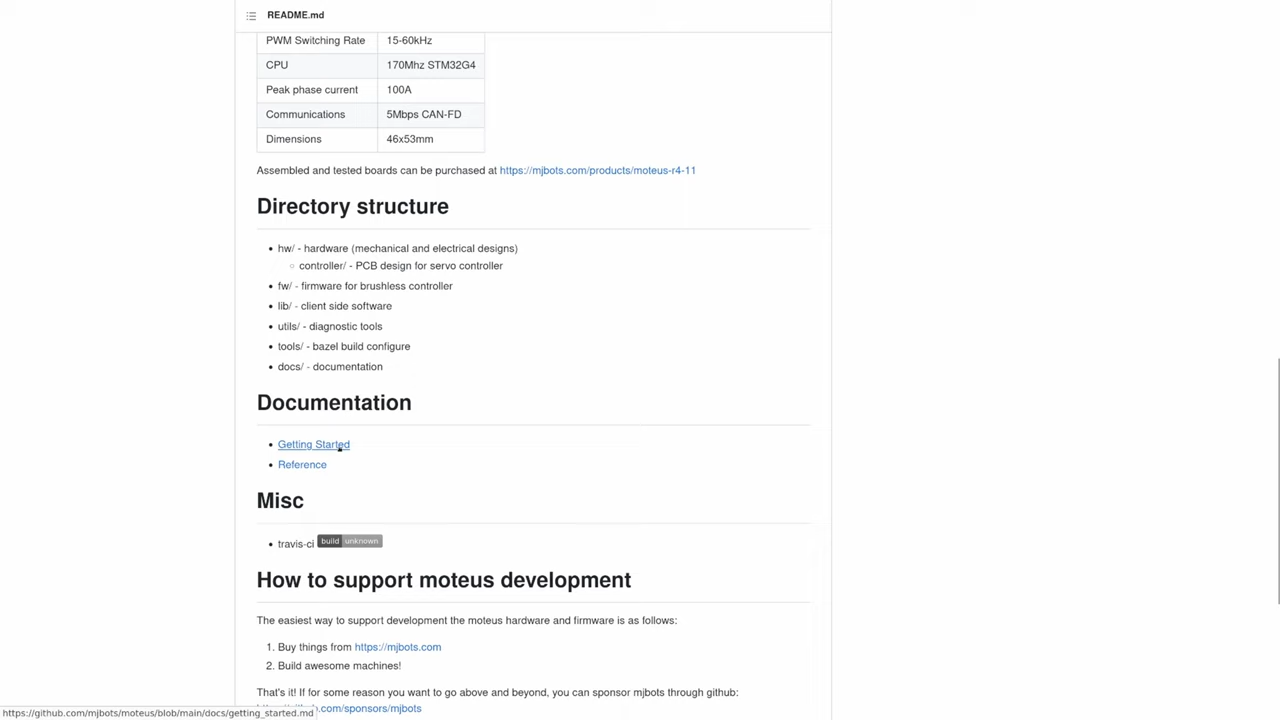 README.md
PWM Switching Rate 15-60kHz
CPU 170Mhz STM32G4
Peak phase current 100A
Communications 5Mbps CAN-FD
Dimensions 46x53mm
Assembled and tested boards can be purchased at https://mjbots.com/products/moteus-r4-11
Directory structure
hw/ - hardware (mechanical and electrical designs)
controller/ - PCB design for servo controller
fw/ - firmware for brushless controller
lib/ - client side software
utils/ - diagnostic tools
tools/ - bazel build configure
docs/ - documentation
Documentation
Getting Started
Reference
Misc
travis-ci build unknown
How to support moteus development
The easiest way to support development the moteus hardware and firmware is as follows:
1. Buy things from https://mjbots.com
2. Build awesome machines!
That's it! If for some reason you want to go above and beyond, you can sponsor mjbots through github:
.com/sponsors/mjbots
https://github.com/mjbots/moteus/blob/main/docs/getting_started.md